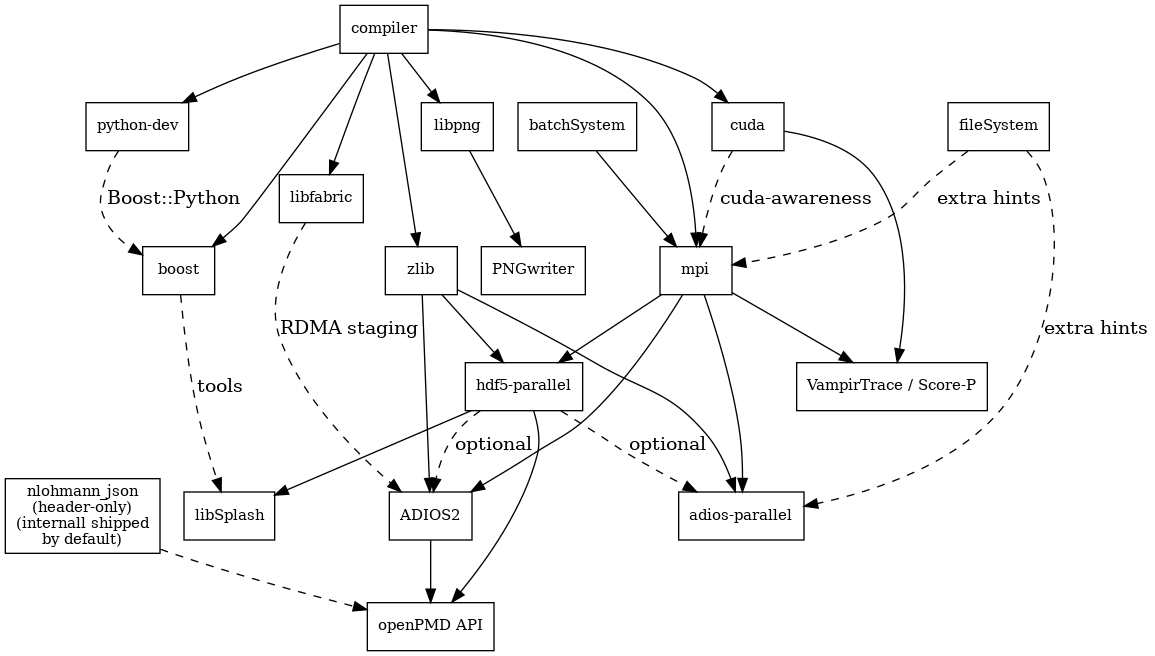 compiler
python-dev
libpng
batchSystem
cuda
fileSystem
Boost::Python
libfabric
cuda-awareness
extra hints
boost
zlib
PNGwriter
mpi
RDMA staging
extra hints
tools
hdf5-parallel
VampirTrace / Score-P
optional
optional
nlohmann_json
(header-only)
(internall shipped
by default)
libSplash
ADIOS2
adios-parallel
openPMD API